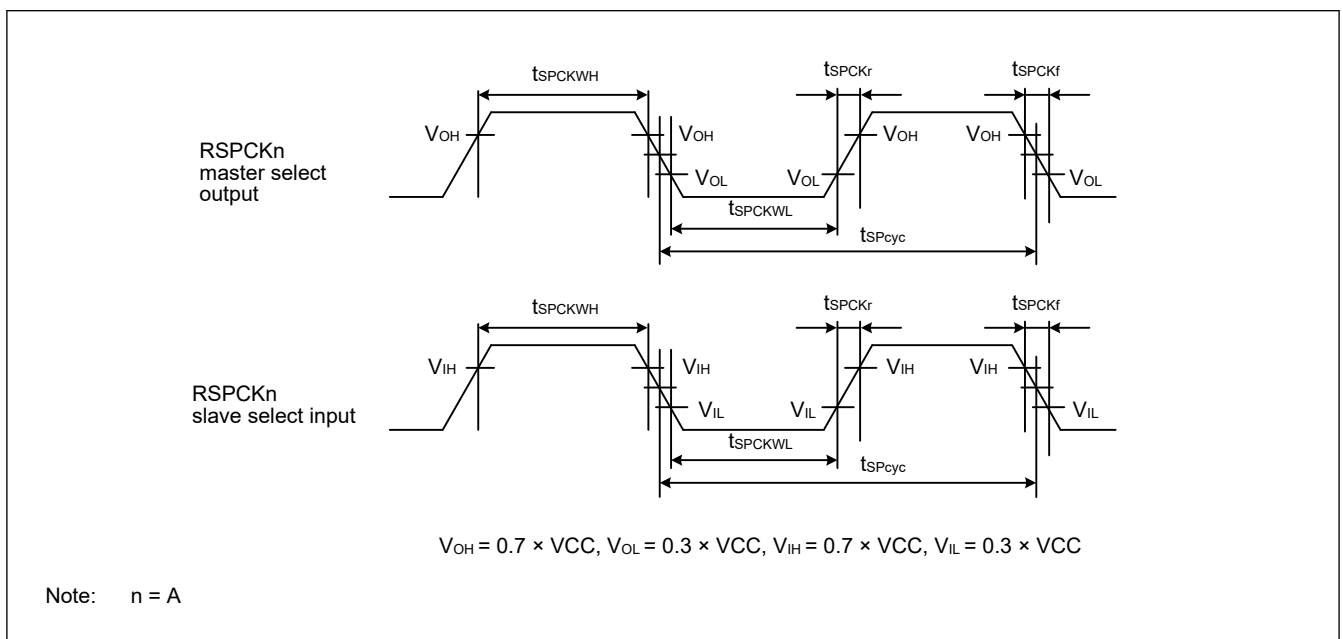 tSPCKWH
tSPCKr
tSPCKf
VOH
VOH
VOH
VOH
RSPCKn
master select
output
VOL
VOL
VOL
tSPCKWL
tSPcyc
tSPCKWH
tSPCKr
tSPCKf
VIH
VIH
VIH
VIH
RSPCKn
slave select input
VIL
VIL
VIL
tSPCKWL
tSPcyc
VOH = 0.7 × VCC, VOL = 0.3 × VCC, VIH = 0.7 × VCC, VIL = 0.3 × VCC
Note: n = A